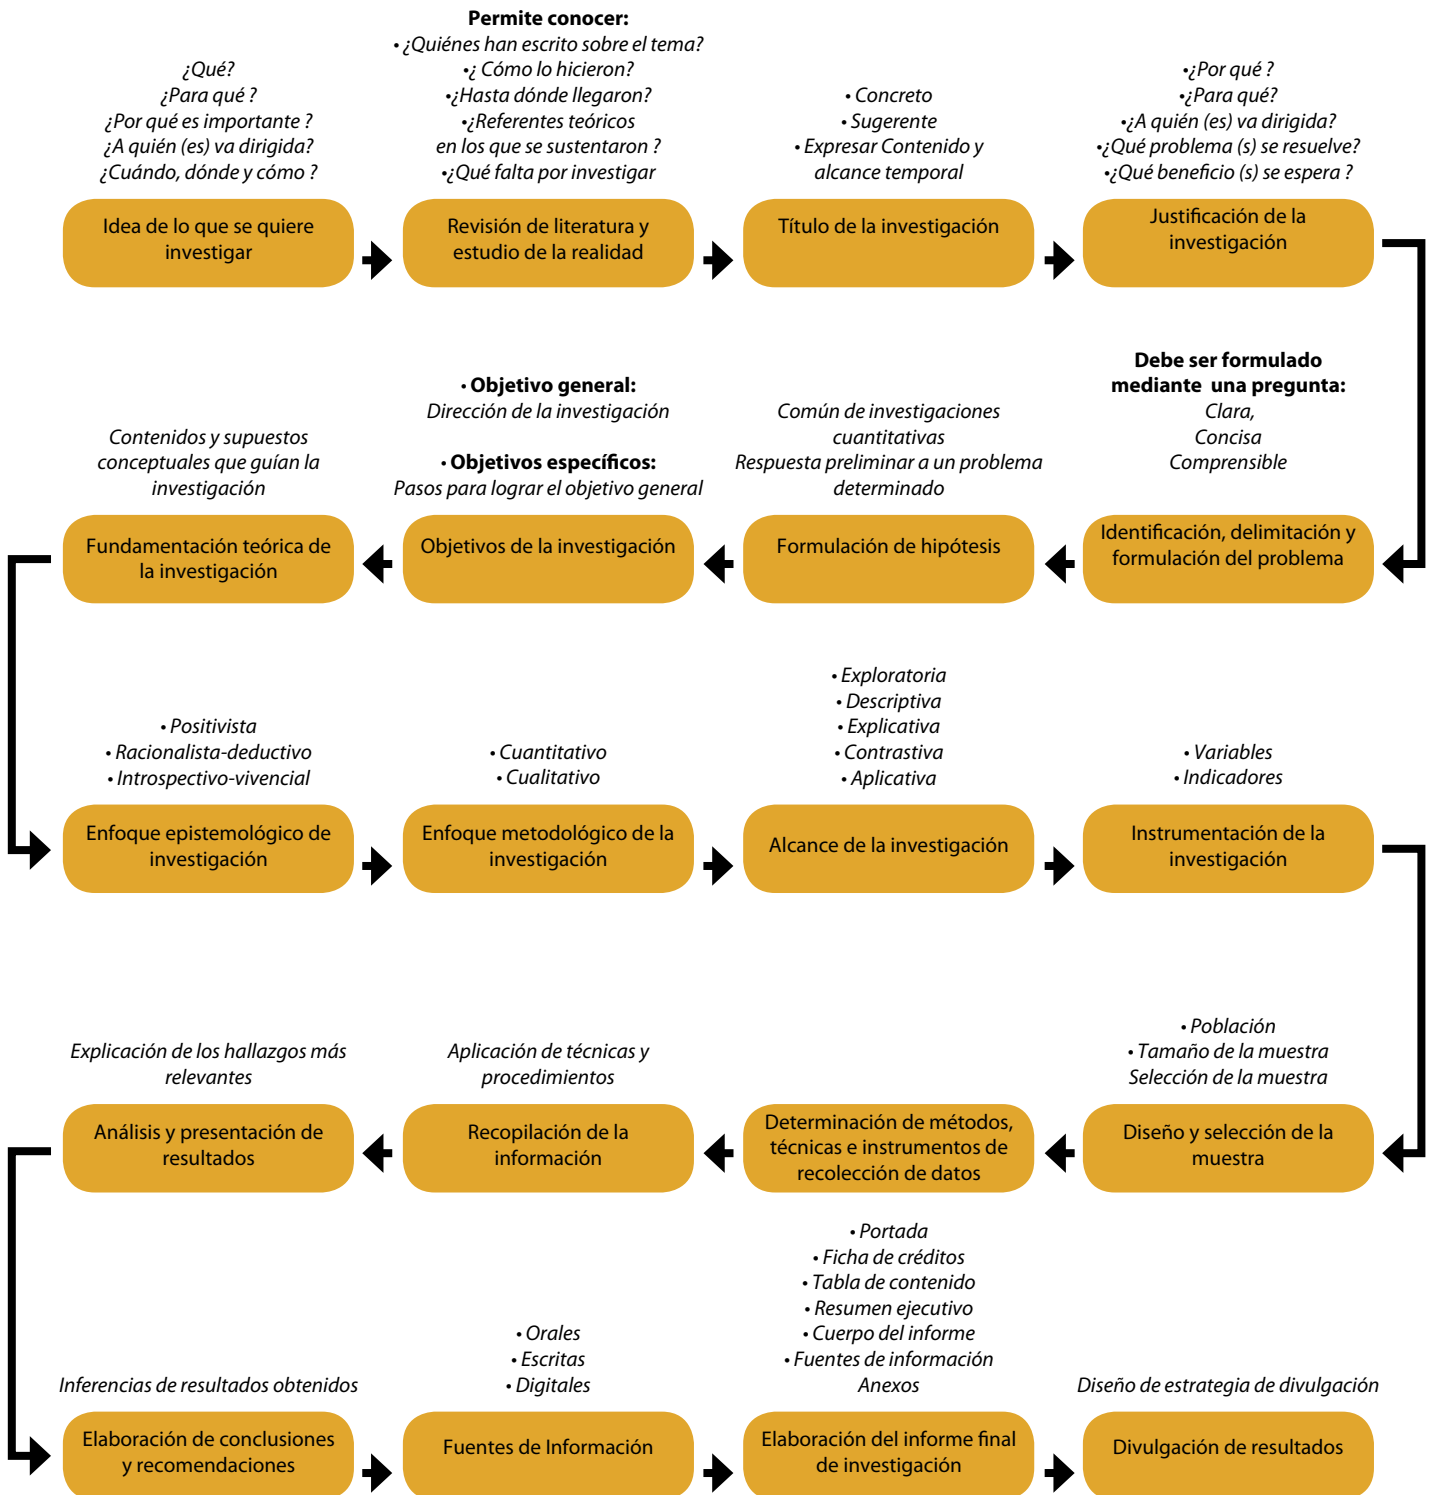 ¿Qué?
¿Para qué ?
¿Por qué es importante ?
¿A quién (es) va dirigida?
¿Cuándo, dónde y cómo ?
Idea de lo que se quiere
investigar
Permite conocer:
• ¿Quiénes han escrito sobre el tema?
•¿ Cómo lo hicieron?
•¿Hasta dónde llegaron?
•¿Referentes teóricos
en los que se sustentaron ?
•¿Qué falta por investigar
Revisión de literatura y
estudio de la realidad
• Concreto
• Sugerente
• Expresar Contenido y
alcance temporal
Título de la investigación
•¿Por qué ?
•¿Para qué?
•¿A quién (es) va dirigida?
•¿Qué problema (s) se resuelve?
•¿Qué beneficio (s) se espera ?
Justificación de la
investigación
Debe ser formulado
mediante una pregunta:
Clara,
Concisa
Comprensible
Identificación, delimitación y
formulación del problema
Común de investigaciones
cuantitativas
Respuesta preliminar a un problema
determinado
Formulación de hipótesis
• Objetivo general:
Dirección de la investigación
• Objetivos específicos:
Pasos para lograr el objetivo general
Objetivos de la investigación
Contenidos y supuestos
conceptuales que guían la
investigación
Fundamentación teórica de
la investigación
• Positivista
• Racionalista-deductivo
• Introspectivo-vivencial
Enfoque epistemológico de
investigación
• Cuantitativo
• Cualitativo
Enfoque metodológico de la
investigación
• Exploratoria
• Descriptiva
• Explicativa
• Contrastiva
• Aplicativa
Alcance de la investigación
• Variables
• Indicadores
Instrumentación de la
investigación
• Población
• Tamaño de la muestra
Selección de la muestra
Diseño y selección de la
muestra
Determinación de métodos,
técnicas e instrumentos de
recolección de datos
Aplicación de técnicas y
procedimientos
Recopilación de la
información
Explicación de los hallazgos más
relevantes
Análisis y presentación de
resultados
Inferencias de resultados obtenidos
Elaboración de conclusiones
y recomendaciones
• Orales
• Escritas
• Digitales
Fuentes de Información
• Portada
• Ficha de créditos
• Tabla de contenido
• Resumen ejecutivo
• Cuerpo del informe
• Fuentes de información
Anexos
Elaboración del informe final
de investigación
Diseño de estrategia de divulgación
Divulgación de resultados